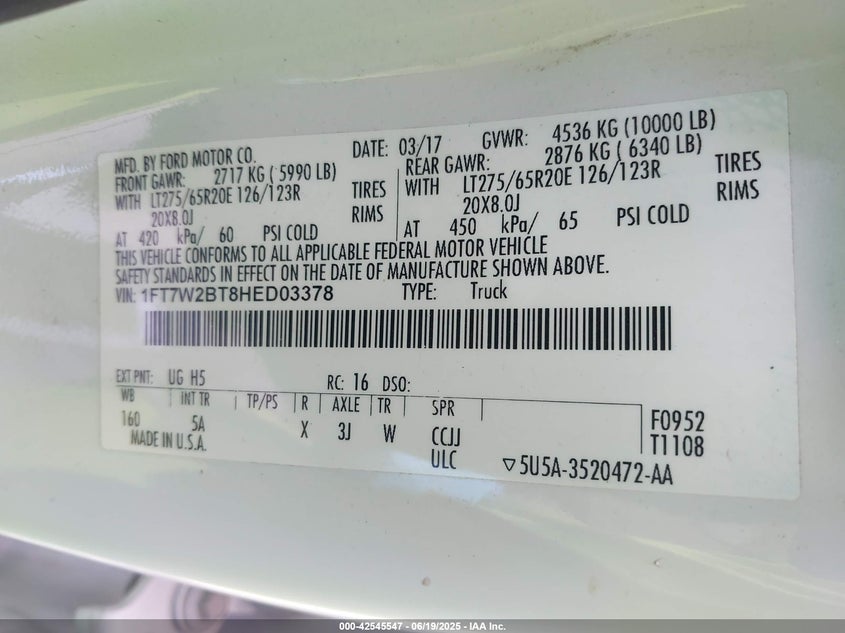 MFD. BY FORD MOTOR CO. DATE: 03/17 GVWR: 4536 KG (10000 LB)
FRONT GAWR: 2717 KG ( 5990 LB) REAR GAWR: 2876 KG ( 6340 LB)
WITH LT275/65R20E 126/123R TIRES WITH LT275/65R20E 126/123R TIRES
20X8.0J RIMS 20X8.0J RIMS
AT 420 kPa/ 60 PSI COLD AT 450 kPa/ 65 PSI COLD
THIS VEHICLE CONFORMS TO ALL APPLICABLE FEDERAL MOTOR VEHICLE
SAFETY STANDARDS IN EFFECT ON THE DATE OF MANUFACTURE SHOWN ABOVE.
VIN: 1FT7W2BT8HED03378 TYPE: Truck
EXT PNT: UG H5 RC: 16 DSO:
WB INT TR TP/PS R AXLE TR SPR
160 5A X 3J W CCJJ F0952
MADE IN U.S.A. ULC T1108
▽5U5A-3520472-AA
000-42545547 - 06/19/2025 - IAA Inc.